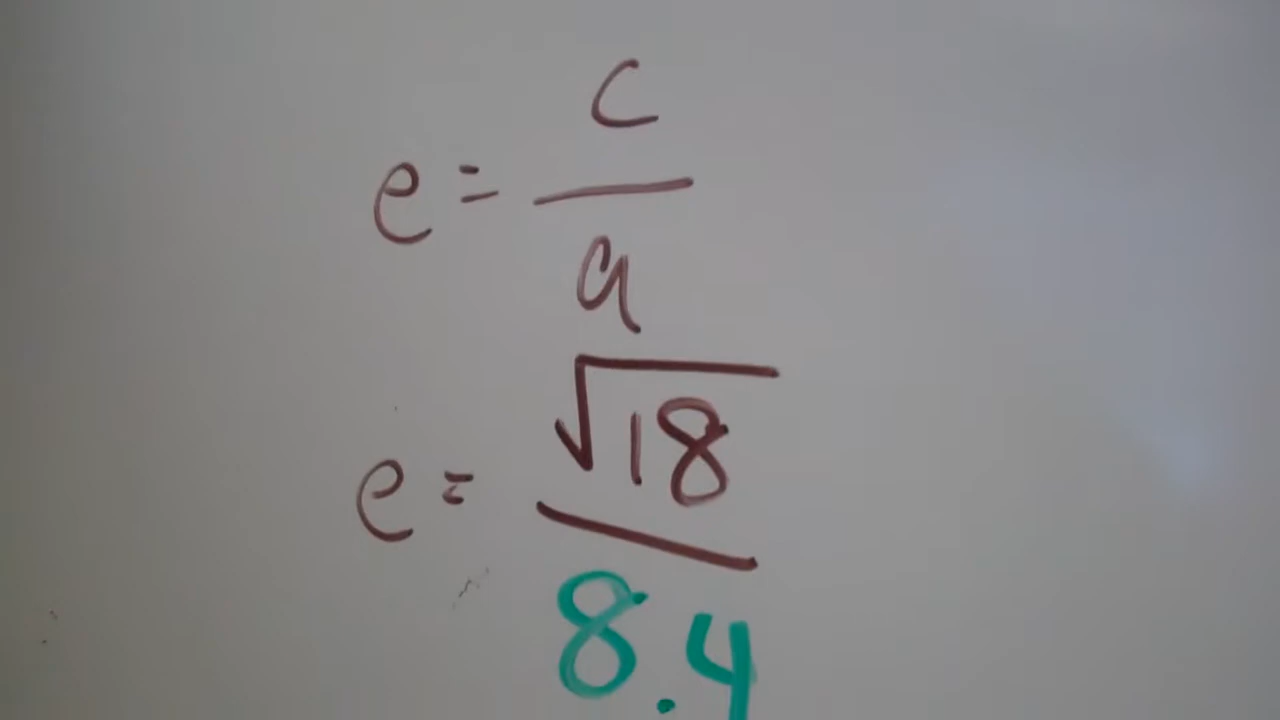 e = c / a
e = √18 / 8.4